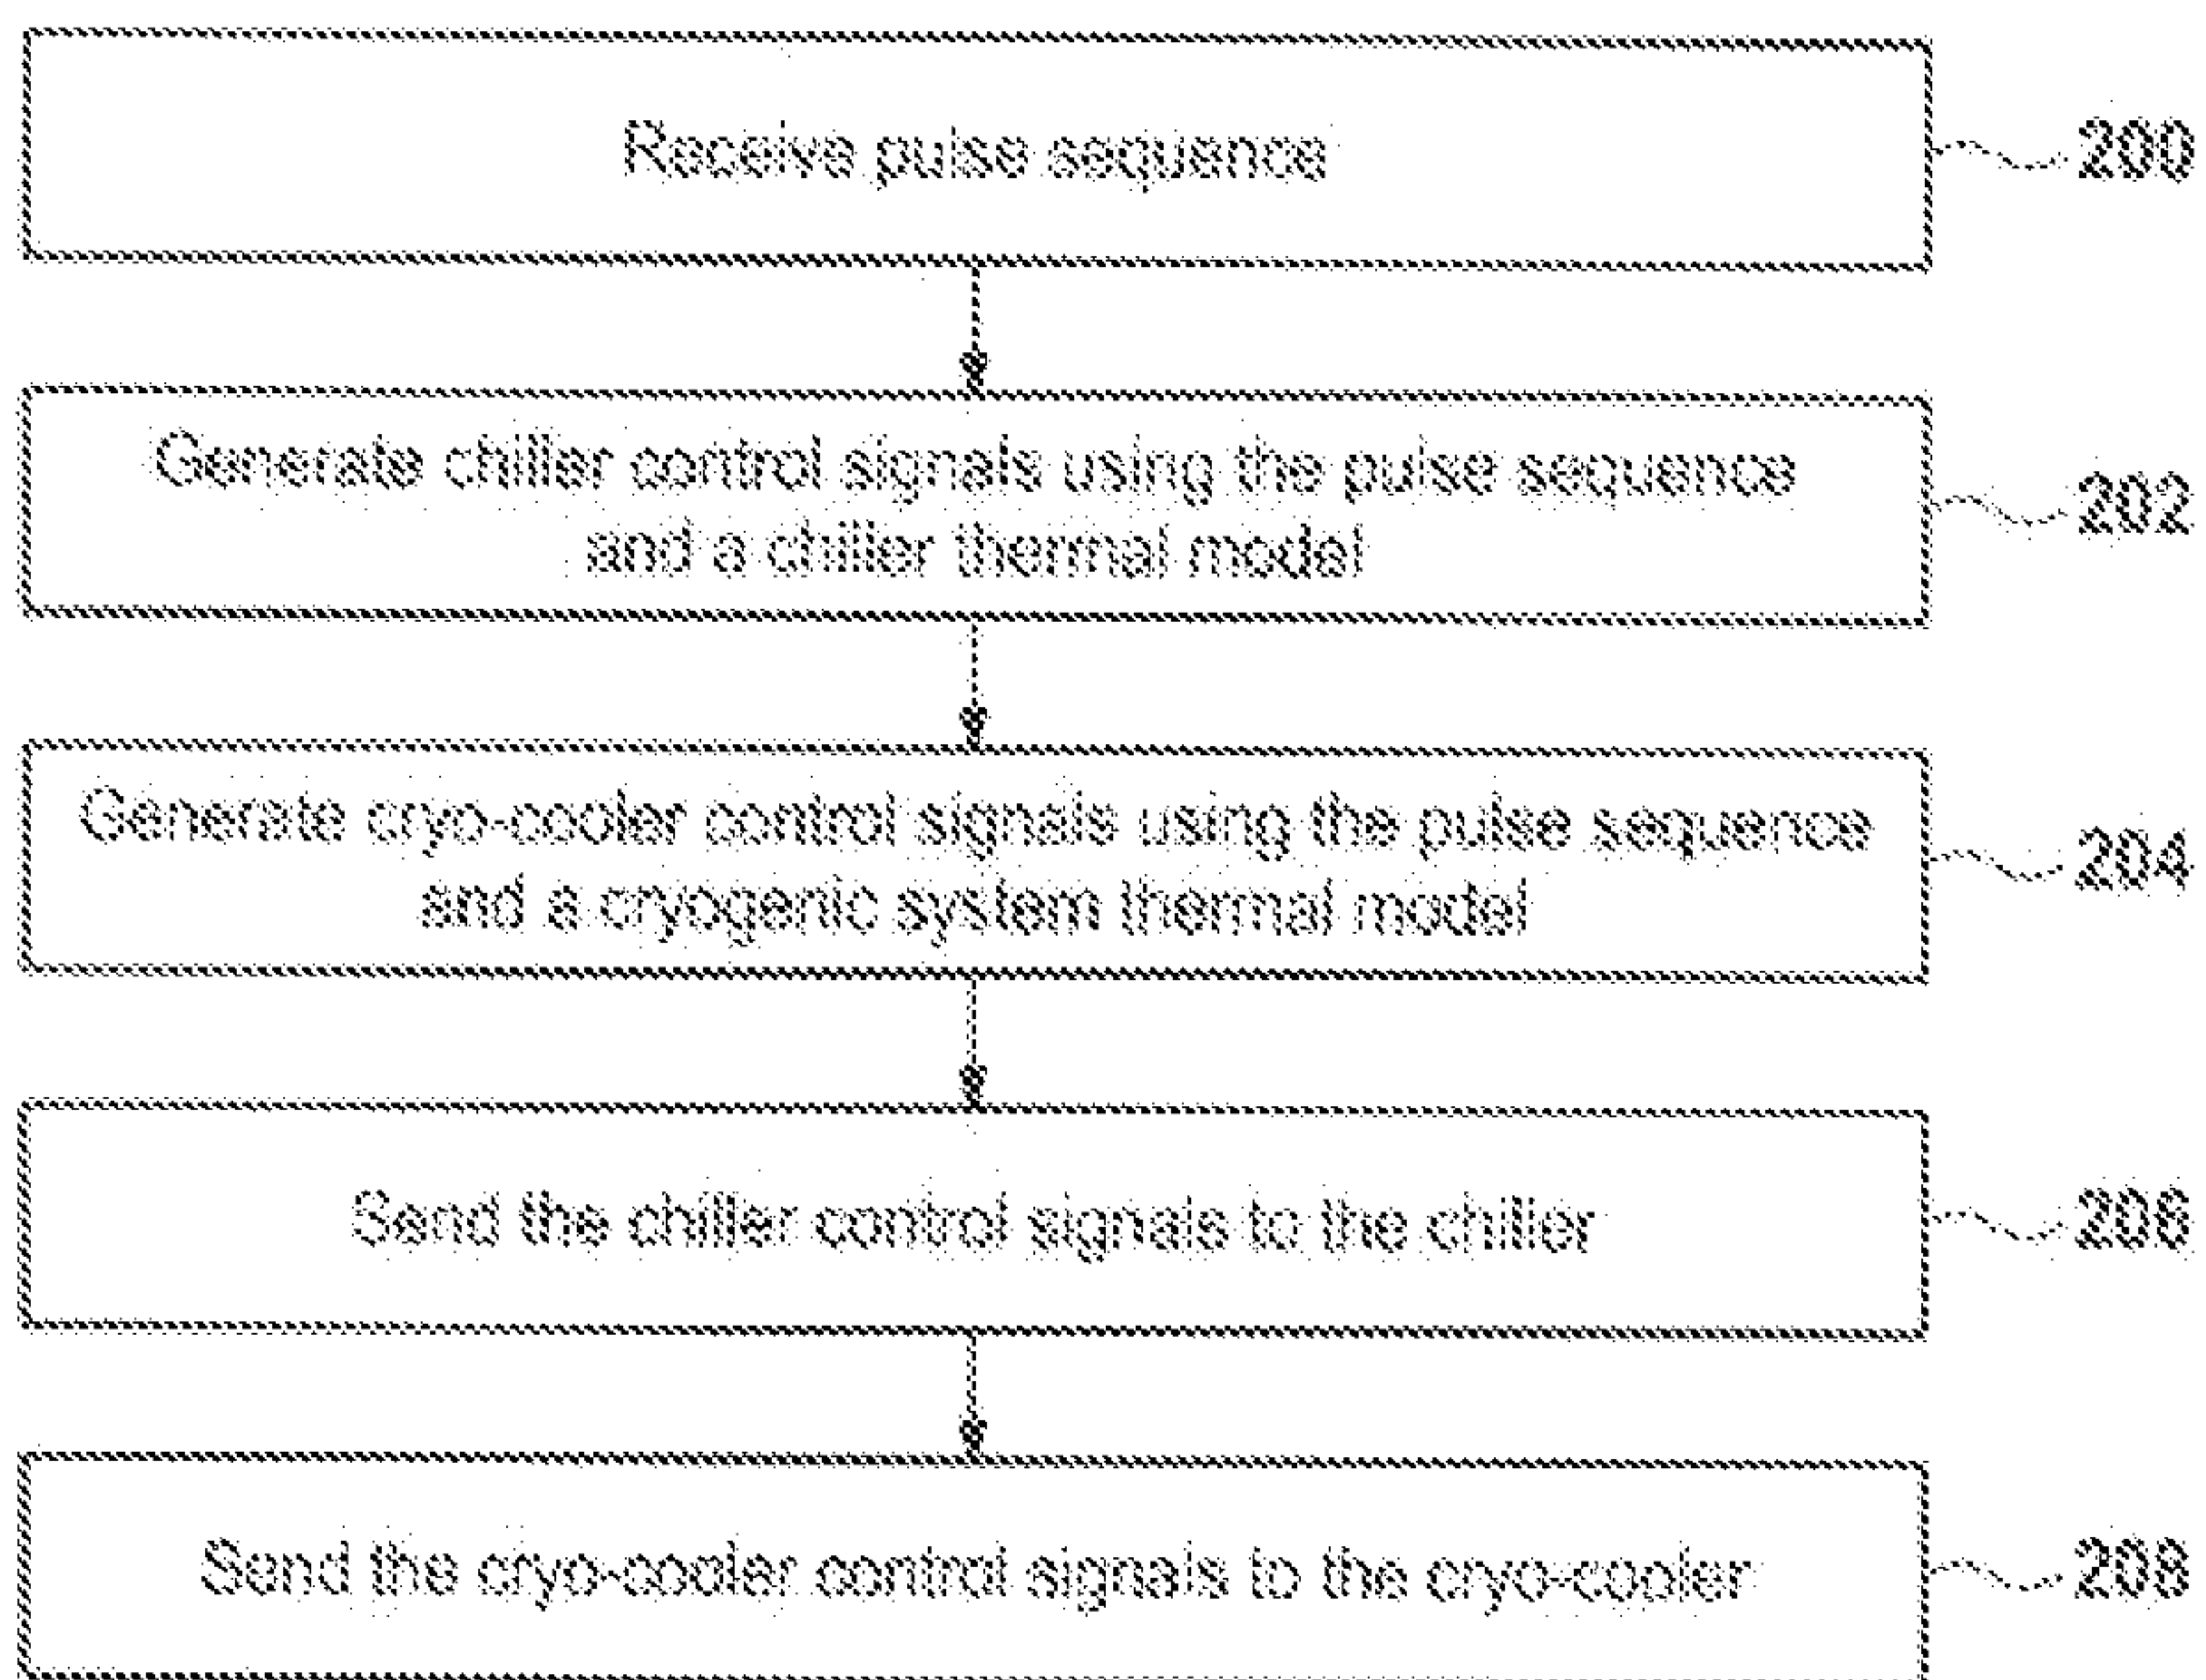 Receive pulse sequence
200
Generate chiller control signals using the pulse sequence
and a chiller thermal model
202
Generate cryo-cooler control signals using the pulse sequence
and a cryogenic system thermal model
204
Send the chiller control signals to the chiller
206
Send the cryo-cooler control signals to the cryo-cooler
208